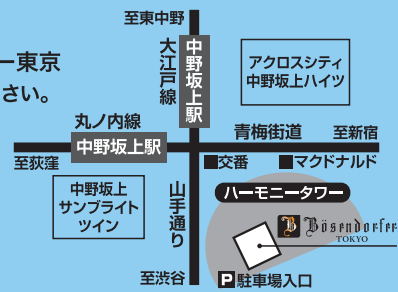 至東中野
ー東京
さい。
大江戸線
中野坂上駅
アクロスシティ
中野坂上ハイツ
丸ノ内線
中野坂上駅
青梅街道
至新宿
至荻窪
交番
マクドナルド
中野坂上
サンブライト
ツイン
山手通り
ハーモニータワー
B Bösendorfer
TOKYO
至渋谷
P 駐車場入口